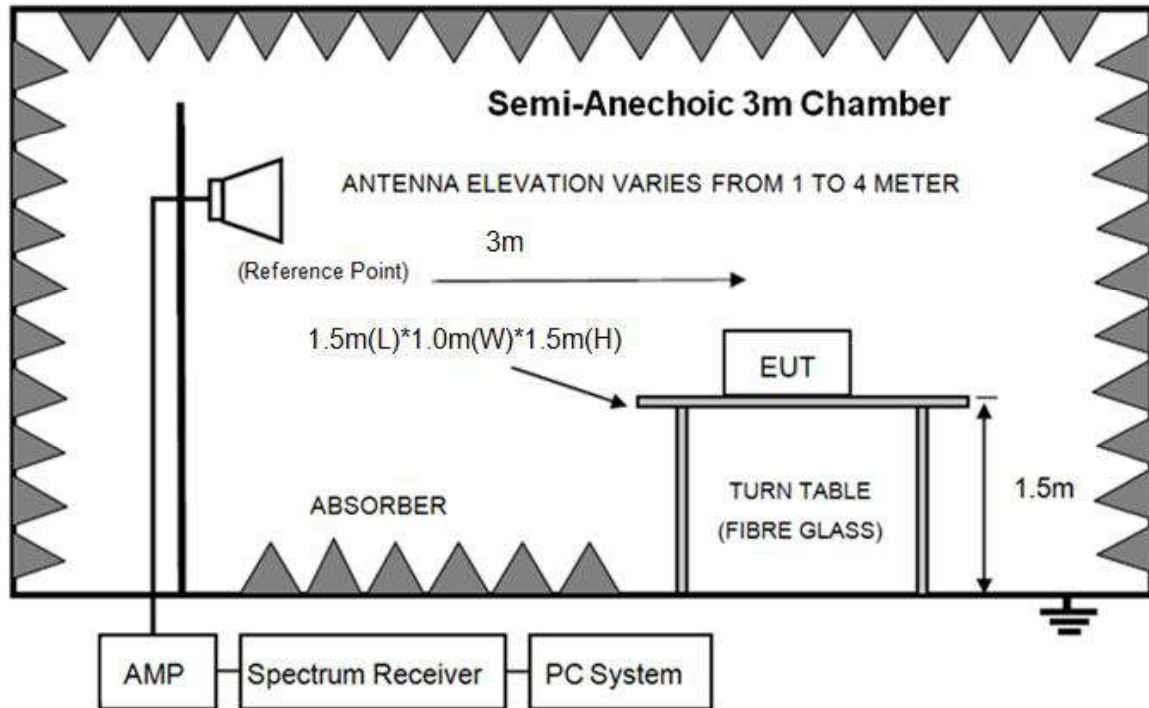 Semi-Anechoic 3m Chamber
ANTENNA ELEVATION VARIES FROM 1 TO 4 METER
3m
(Reference Point)
1.5m(L)*1.0m(W)*1.5m(H)
EUT
ABSORBER
TURN TABLE
(FIBRE GLASS)
1.5m
AMP
Spectrum Receiver
PC System